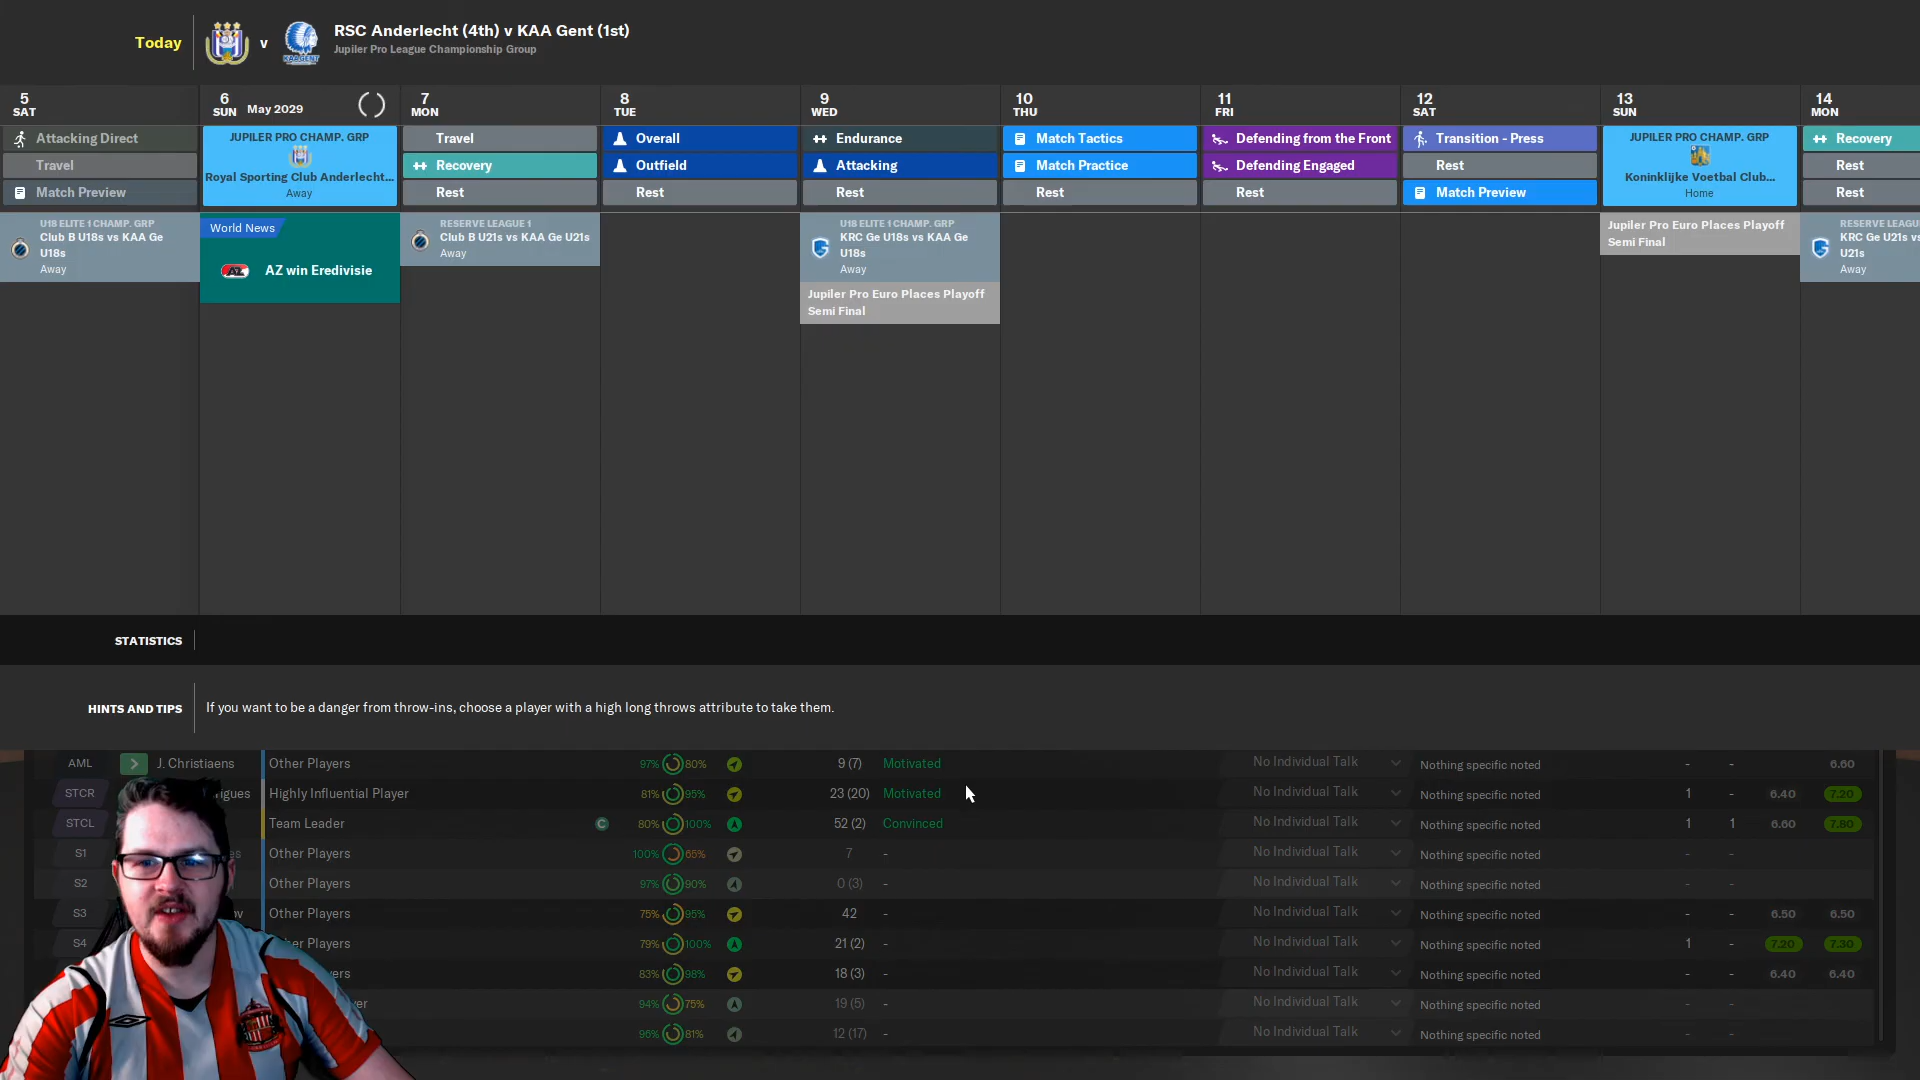 Today
v
RSC Anderlecht (4th) v KAA Gent (1st)
Jupiler Pro League Championship Group
5
SAT
6
SUN May 2029
7
MON
8
TUE
9
WED
10
THU
11
FRI
12
SAT
13
SUN
14
MON
Attacking Direct
Travel
Match Preview
JUPILER PRO CHAMP. GRP
Royal Sporting Club Anderlecht...
Away
Travel
Recovery
Rest
Overall
Outfield
Rest
Endurance
Attacking
Rest
Match Tactics
Match Practice
Rest
Defending from the Front
Defending Engaged
Rest
Transition - Press
Rest
Match Preview
JUPILER PRO CHAMP. GRP
Koninklijke Voetbal Club...
Home
Recovery
Rest
Rest
U18 ELITE 1 CHAMP. GRP
Club B U18s vs KAA Ge
U18s
Away
World News
AZ
AZ win Eredivisie
RESERVE LEAGUE 1
Club B U21s vs KAA Ge U21s
Away
U18 ELITE 1 CHAMP. GRP
KRC Ge U18s vs KAA Ge
U18s
Away
Jupiler Pro Euro Places Playoff
Semi Final
Jupiler Pro Euro Places Playoff
Semi Final
RESERVE LEAGU
KRC Ge U21s vs
U21s
Away
STATISTICS
HINTS AND TIPS
If you want to be a danger from throw-ins, choose a player with a high long throws attribute to take them.
AML J. Christiaens Other Players 97% 80% 9 (7) Motivated No Individual Talk Nothing specific noted - - 6.60
STCR igues Highly Influential Player 81% 95% 23 (20) Motivated No Individual Talk Nothing specific noted 1 - 6.40 7.20
STCL Team Leader C 80% 100% 52 (2) Convinced No Individual Talk Nothing specific noted 1 1 6.60 7.80
S1 es Other Players 100% 65% 7 - No Individual Talk Nothing specific noted - -
S2 Other Players 97% 90% 0 (3) - No Individual Talk Nothing specific noted - -
S3 w Other Players 75% 95% 42 - No Individual Talk Nothing specific noted - - 6.50 6.50
S4 her Players 79% 100% 21 (2) - No Individual Talk Nothing specific noted 1 - 7.20 7.30
yers 83% 98% 18 (3) - No Individual Talk Nothing specific noted - - 6.40 6.40
yer 94% 75% 19 (5) - No Individual Talk Nothing specific noted - -
96% 81% 12 (17) - No Individual Talk Nothing specific noted - -